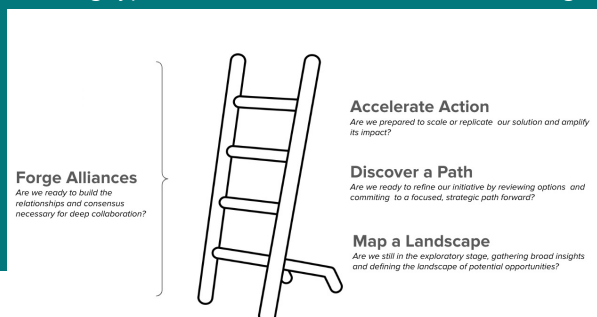 Accelerate Action
Are we prepared to scale or replicate our solution and amplify
its impact?
Forge Alliances
Are we ready to build the
relationships and consensus
necessary for deep collaboration?
Discover a Path
Are we ready to refine our initiative by reviewing options and
commiting to a focused, strategic path forward?
Map a Landscape
Are we still in the exploratory stage, gathering broad insights
and defining the landscape of potential opportunities?